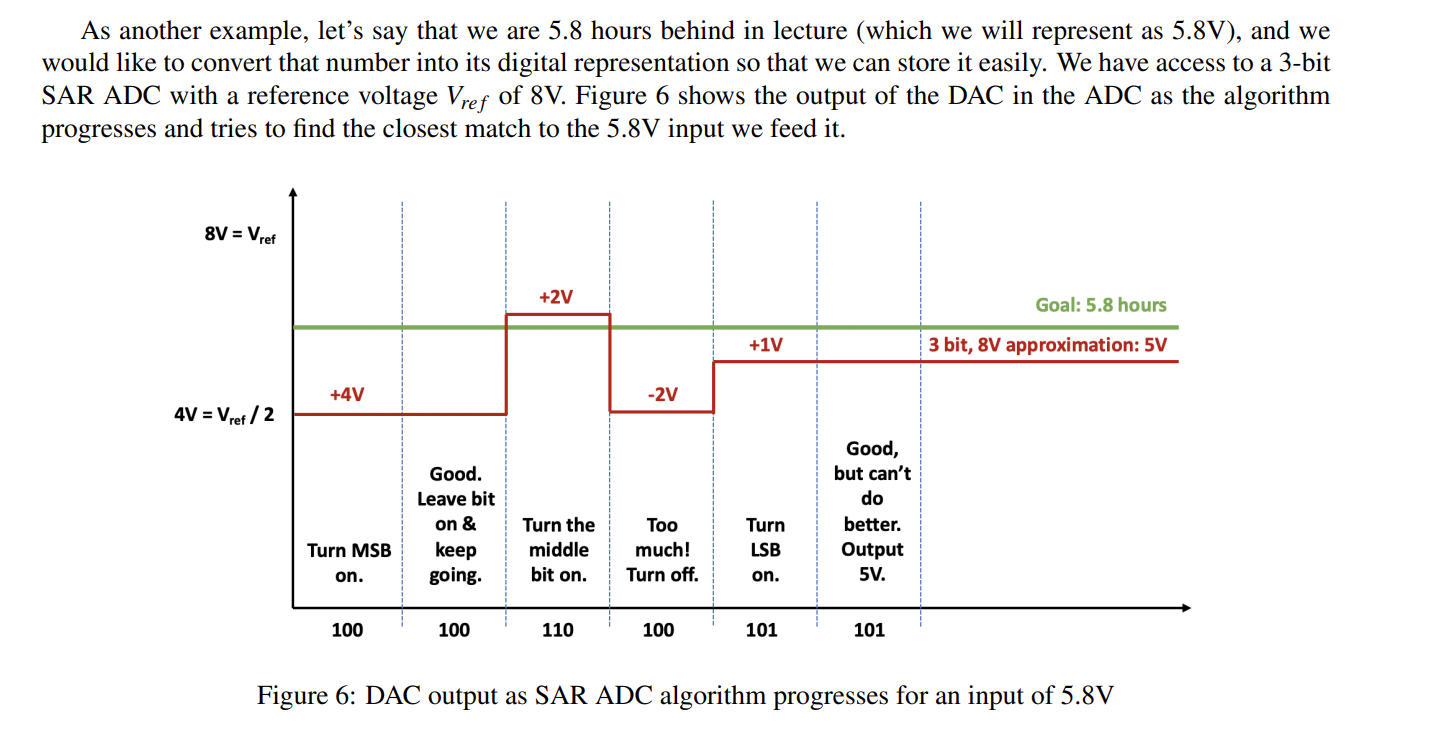 As another example, let’s say that we are 5.8 hours behind in lecture (which we will represent as 5.8V), and we
would like to convert that number into its digital representation so that we can store it easily. We have access to a 3-bit
SAR ADC with a reference voltage Vref of 8V. Figure 6 shows the output of the DAC in the ADC as the algorithm
progresses and tries to find the closest match to the 5.8V input we feed it.
8V = Vref
+2V
Goal: 5.8 hours
+1V
3 bit, 8V approximation: 5V
+4V
-2V
4V = Vref / 2
Turn MSB
on.
Good.
Leave bit
on &
keep
going.
Turn the
middle
bit on.
Too
much!
Turn off.
Turn
LSB
on.
Good,
but can’t
do
better.
Output
5V.
100
100
110
100
101
101
Figure 6: DAC output as SAR ADC algorithm progresses for an input of 5.8V